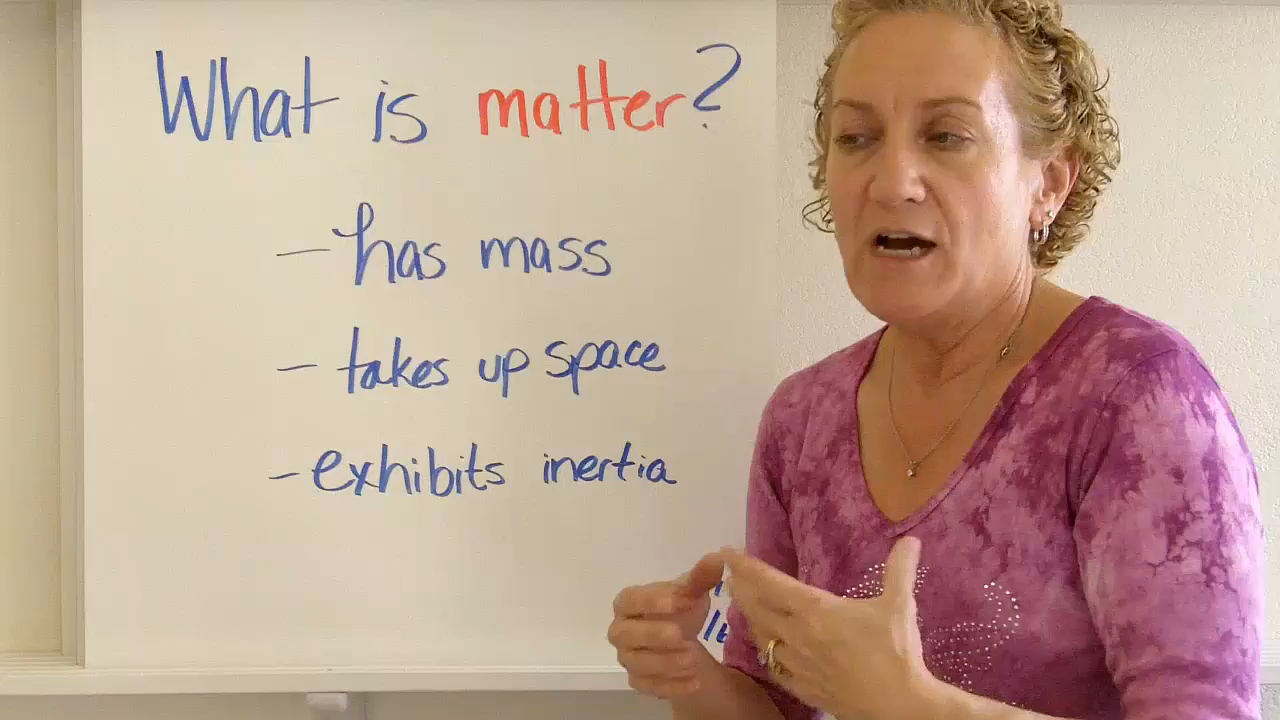 What is matter?
- has mass
- takes up space
- exhibits inertia